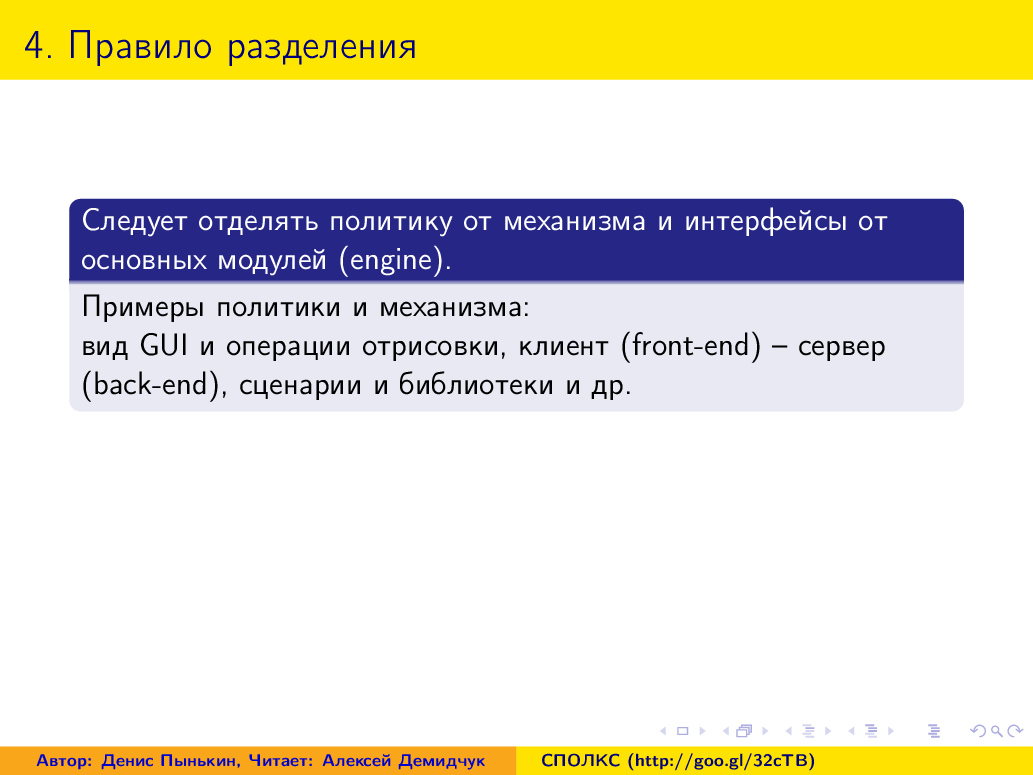 4. Правило разделения
Следует отделять политику от механизма и интерфейсы от
основных модулей (engine).
Примеры политики и механизма:
вид GUI и операции отрисовки, клиент (front-end) – сервер
(back-end), сценарии и библиотеки и др.
Автор: Денис Пынькин, Читает: Алексей Демидчук
СПОЛКС (http://goo.gl/32cTB)